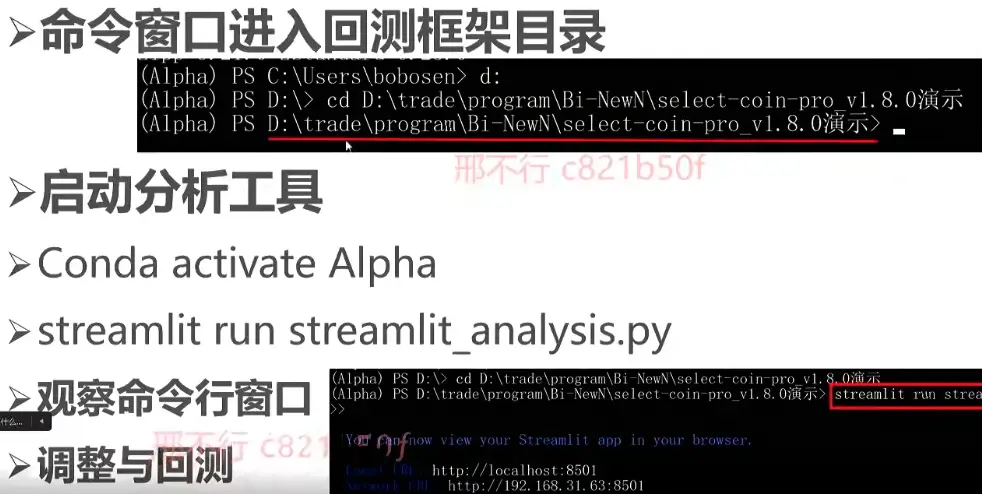 命令窗口进入回测框架目录
(Alpha) PS C:\Users\bobosen> d:
(Alpha) PS D:\> cd D:\trade\program\Bi-NewN\select-coin-pro_v1.8.0演示
(Alpha) PS D:\trade\program\Bi-NewN\select-coin-pro_v1.8.0演示>
邢不行 c821b50f
启动分析工具
Conda activate Alpha
streamlit run streamlit_analysis.py
观察命令行窗口
(Alpha) PS D:\> cd D:\trade\program\Bi-NewN\select-coin-pro_v1.8.0演示
(Alpha) PS D:\trade\program\Bi-NewN\select-coin-pro_v1.8.0演示> streamlit run strea
>>
什么...
You can now view your Streamlit app in your browser.
邢不行 c821b50f
调整与回测
Local URL: http://localhost:8501
Network URL: http://192.168.31.63:8501